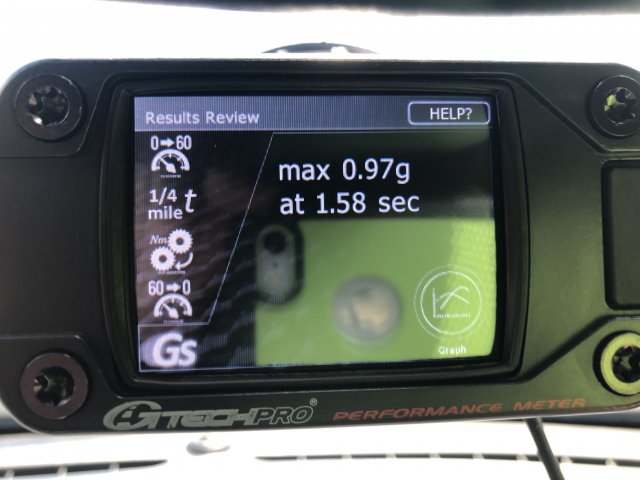 Results Review
HELP?
0→60
1/4 t
mile
Nm
60→0
Gs
max 0.97g
at 1.58 sec
Graph
GTECHPRO® PERFORMANCE METER